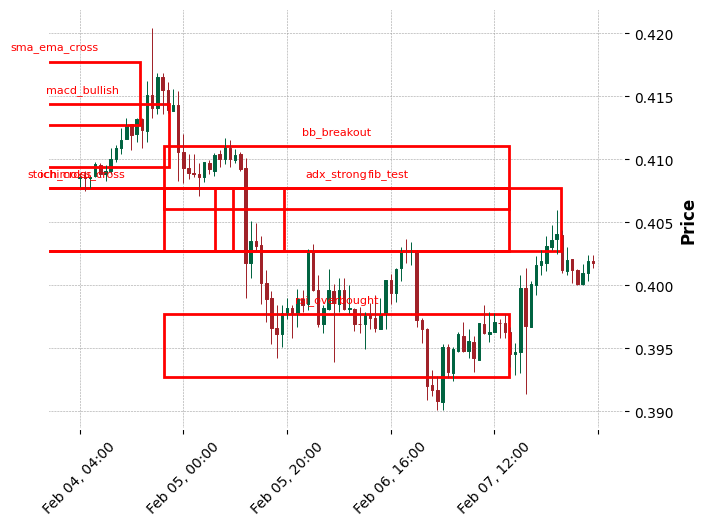 sma_ema_cross
macd_bullish
bb_breakout
adx_strong
fib_test
0.420
0.415
0.410
0.405
0.400
0.395
0.390
Price
Feb 04, 04:00
Feb 05, 00:00
Feb 05, 20:00
Feb 06, 16:00
Feb 07, 12:00